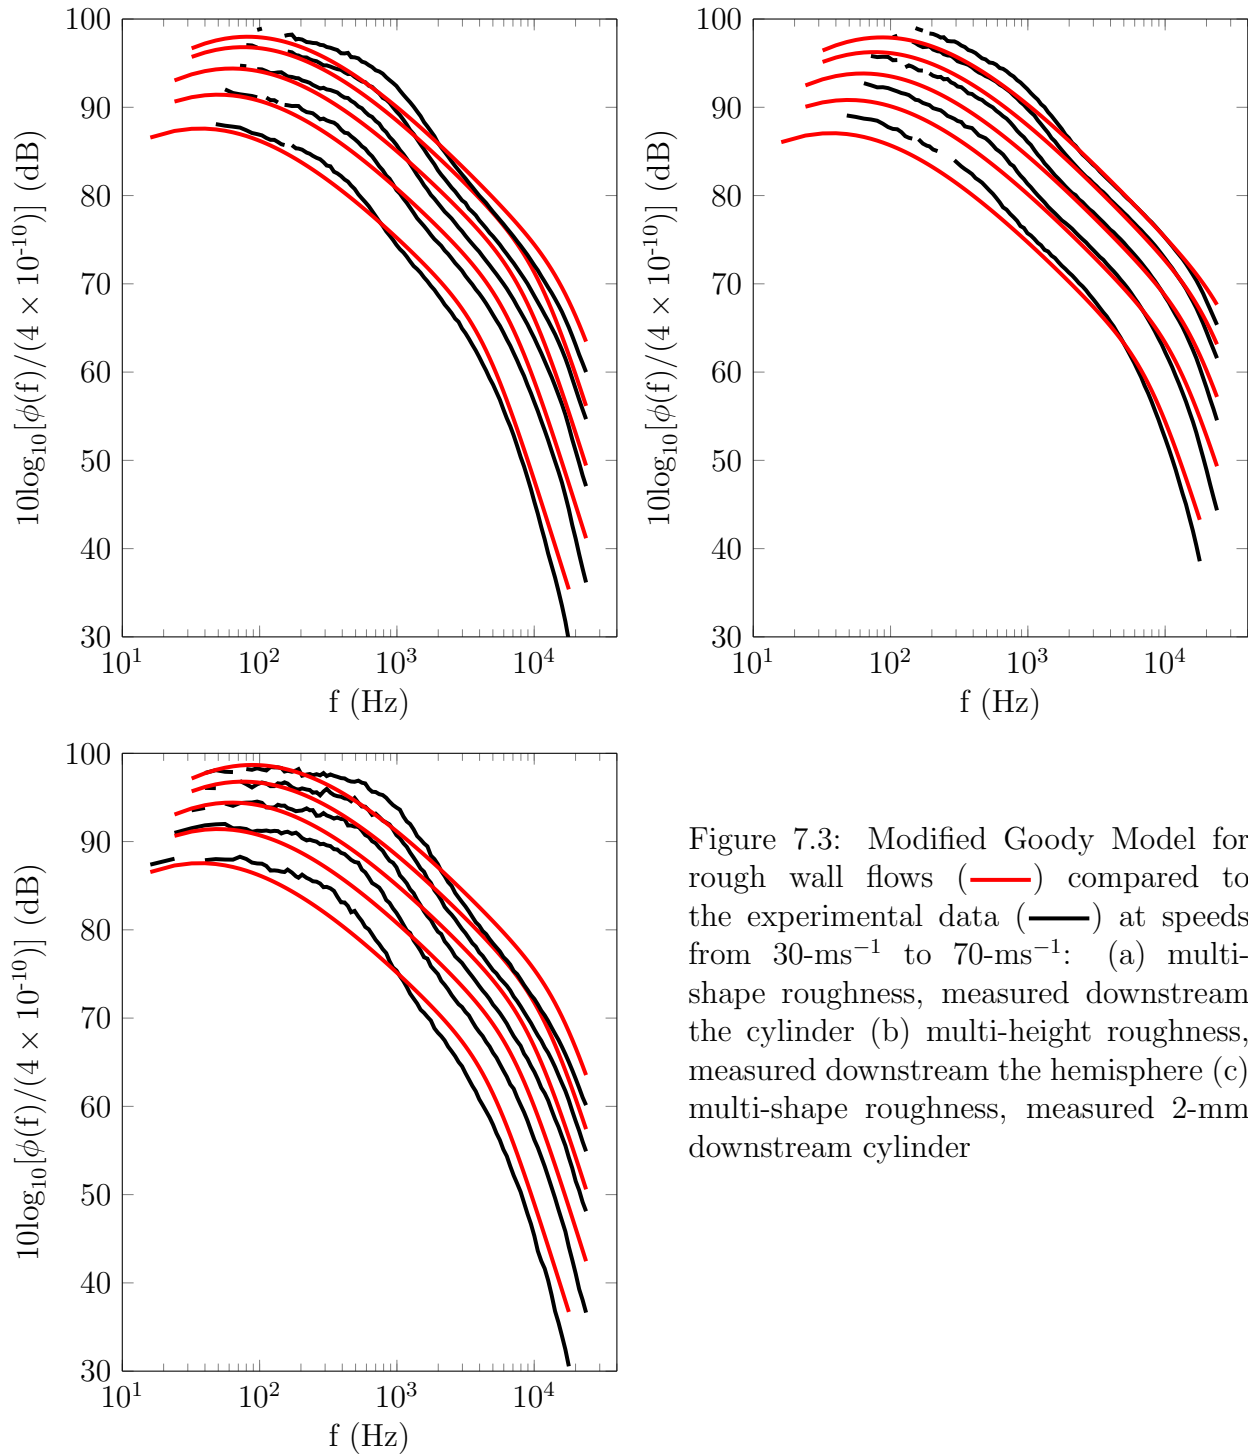 100
90
80
70
60
50
40
30
10¹ 10² 10³ 10⁴
f (Hz)
10log₁₀[ϕ(f)/(4 × 10⁻¹⁰)] (dB)
100
90
80
70
60
50
40
30
10¹ 10² 10³ 10⁴
f (Hz)
10log₁₀[ϕ(f)/(4 × 10⁻¹⁰)] (dB)
100
90
80
70
60
50
40
30
10¹ 10² 10³ 10⁴
f (Hz)
10log₁₀[ϕ(f)/(4 × 10⁻¹⁰)] (dB)
Figure 7.3: Modified Goody Model for
rough wall flows ( ) compared to
the experimental data ( ) at speeds
from 30-ms⁻¹ to 70-ms⁻¹: (a) multi-
shape roughness, measured downstream
the cylinder (b) multi-height roughness,
measured downstream the hemisphere (c)
multi-shape roughness, measured 2-mm
downstream cylinder